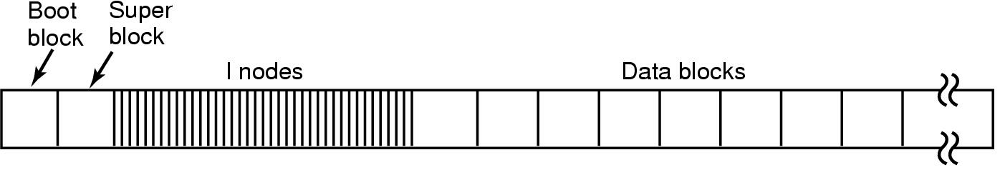 Boot
block
Super
block
I nodes
Data blocks